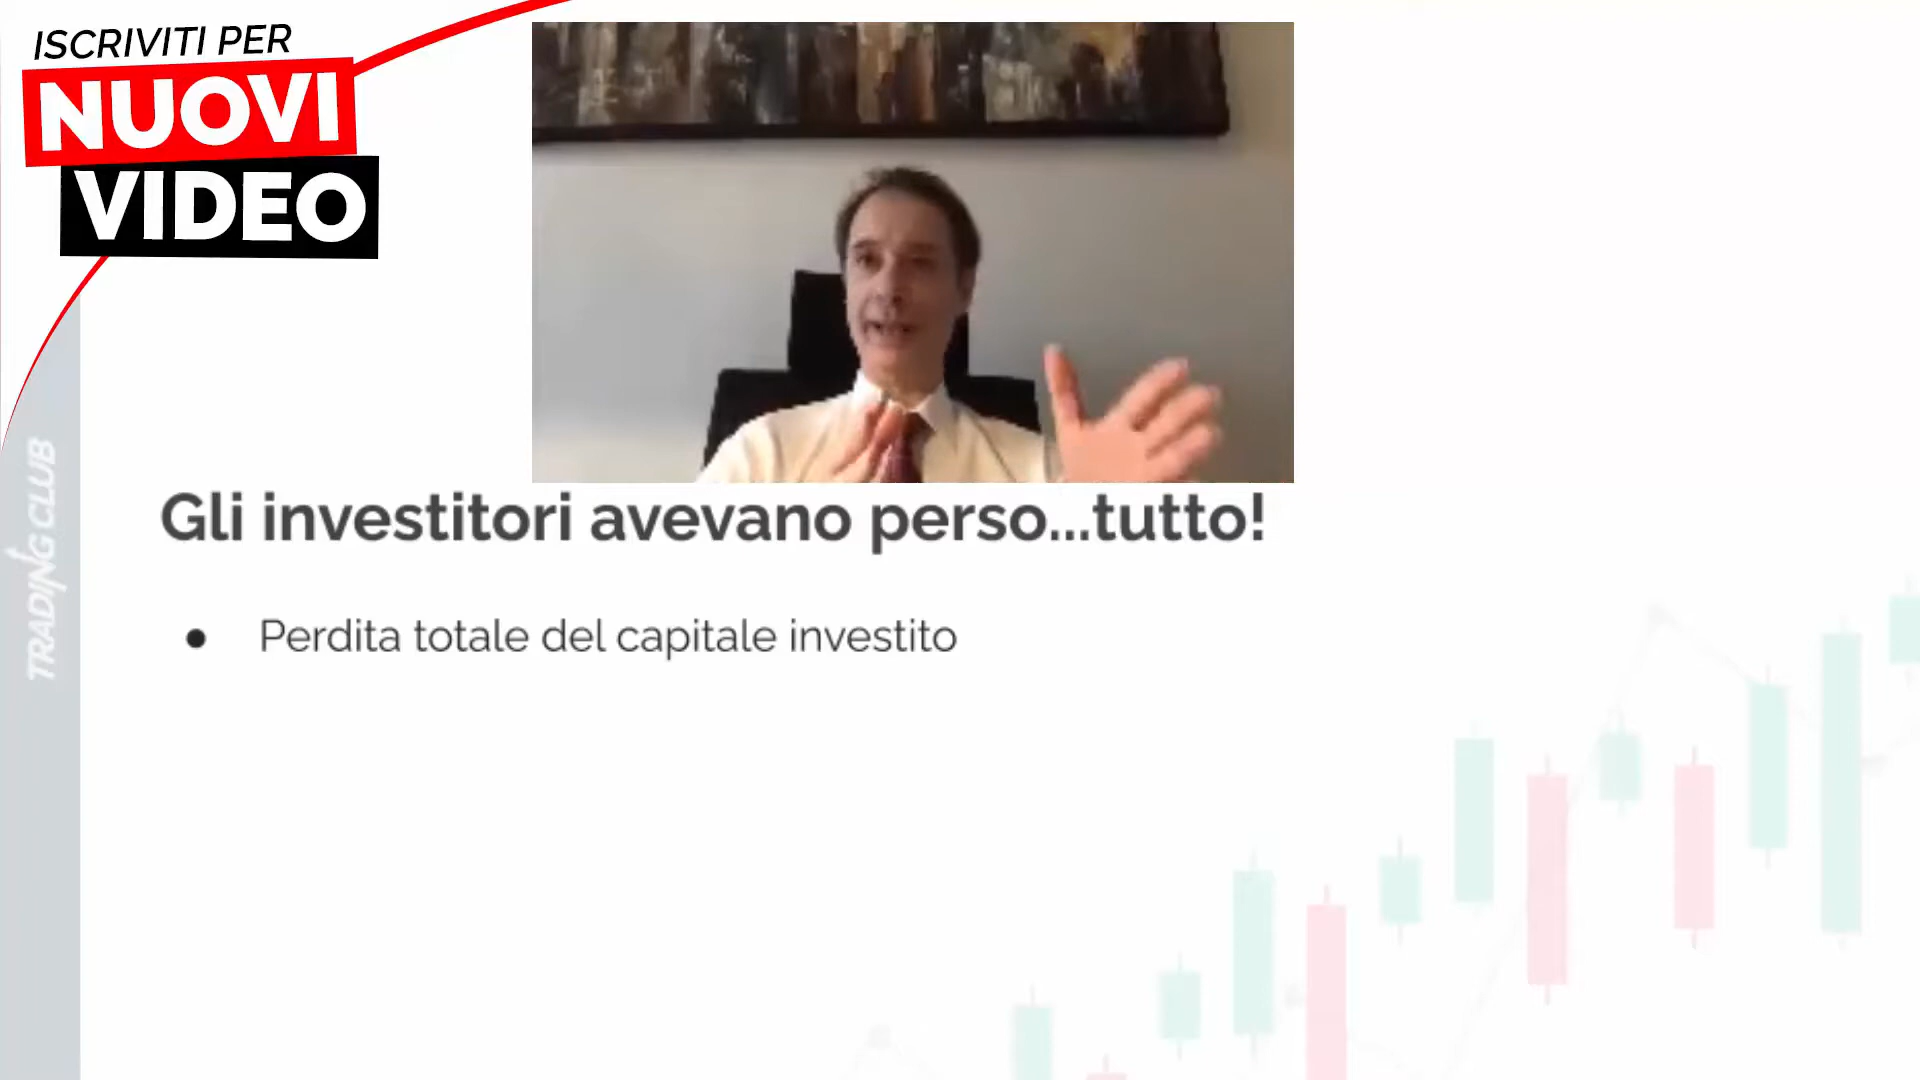 ISCRIVITI PER
NUOVI
VIDEO
TRADING CLUB
Gli investitori avevano perso...tutto!
● Perdita totale del capitale investito